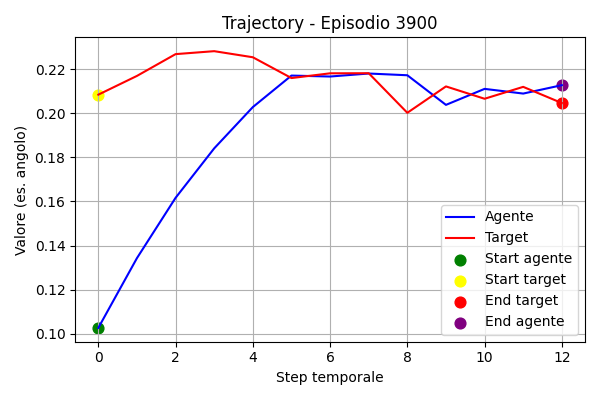 Trajectory - Episodio 3900
Valore (es. angolo)
0.22
0.20
0.18
0.16
0.14
0.12
0.10
0
2
4
6
8
10
12
Step temporale
Agente
Target
Start agente
Start target
End target
End agente